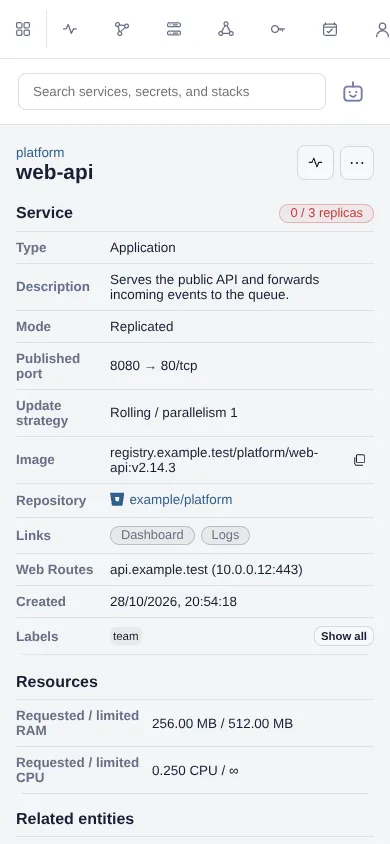 Search services, secrets, and stacks
platform
web-api
Service
0 / 3 replicas
Type
Application
Description
Serves the public API and forwards
incoming events to the queue.
Mode
Replicated
Published
port
8080 → 80/tcp
Update
strategy
Rolling / parallelism 1
Image
registry.example.test/platform/web-
api:v2.14.3
Repository
example/platform
Links
Dashboard
Logs
Web Routes
api.example.test (10.0.0.12:443)
Created
28/10/2026, 20:54:18
Labels
team
Show all
Resources
Requested / limited
RAM
256.00 MB / 512.00 MB
Requested / limited
CPU
0.250 CPU / ∞
Related entities